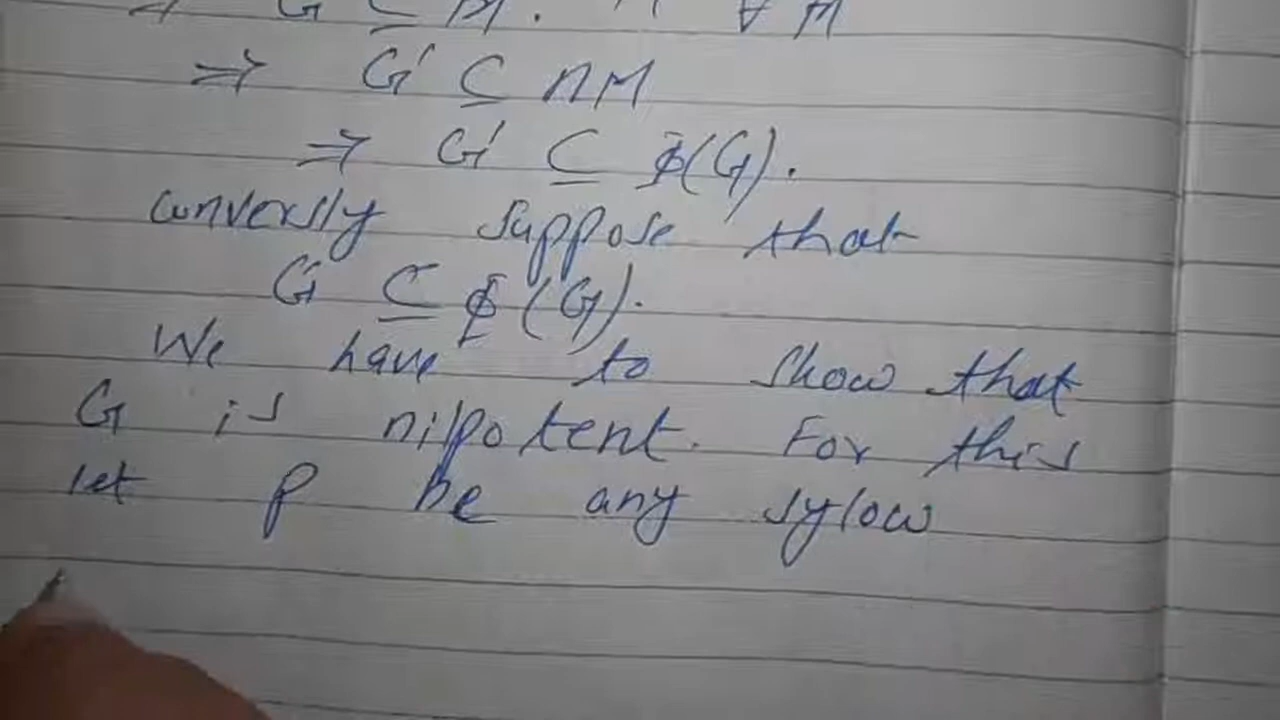 ⇒ G' ⊆ M. ∀ M
⇒ G' ⊆ ∩M
⇒ G' ⊆ Φ(G).
conversly suppose that
G' ⊆ Φ(G).
We have to show that
G is nilpotent. For this
let P be any sylow